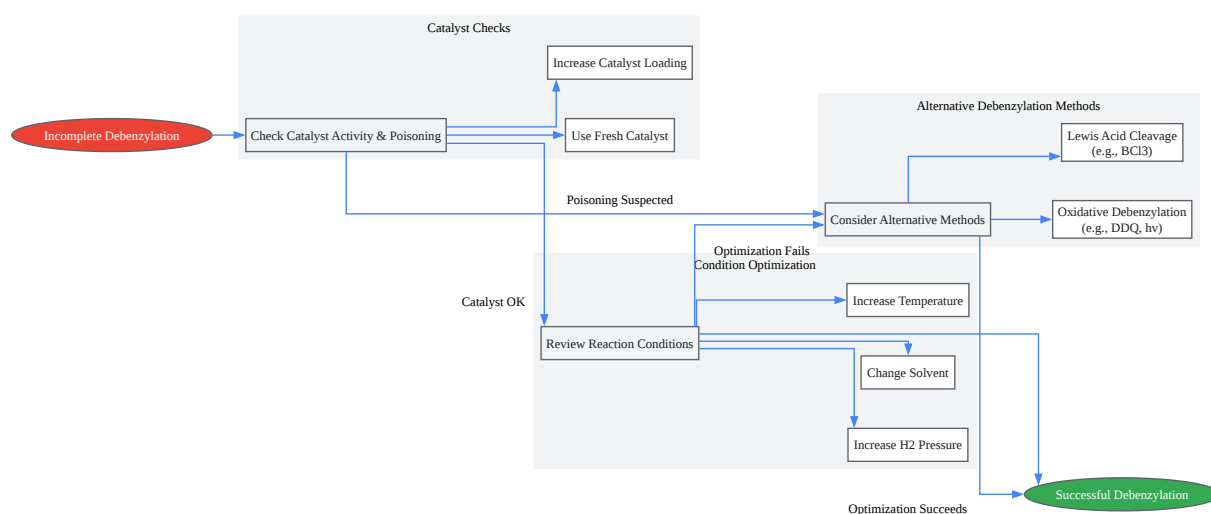 Catalyst Checks
Increase Catalyst Loading
Incomplete Debenzylation
Check Catalyst Activity & Poisoning
Use Fresh Catalyst
Alternative Debenzylation Methods
Lewis Acid Cleavage
(e.g., BCl3)
Poisoning Suspected
Consider Alternative Methods
Oxidative Debenzylation
(e.g., DDQ, hv)
Optimization Fails
Condition Optimization
Catalyst OK
Increase Temperature
Review Reaction Conditions
Change Solvent
Increase H2 Pressure
Successful Debenzylation
Optimization Succeeds